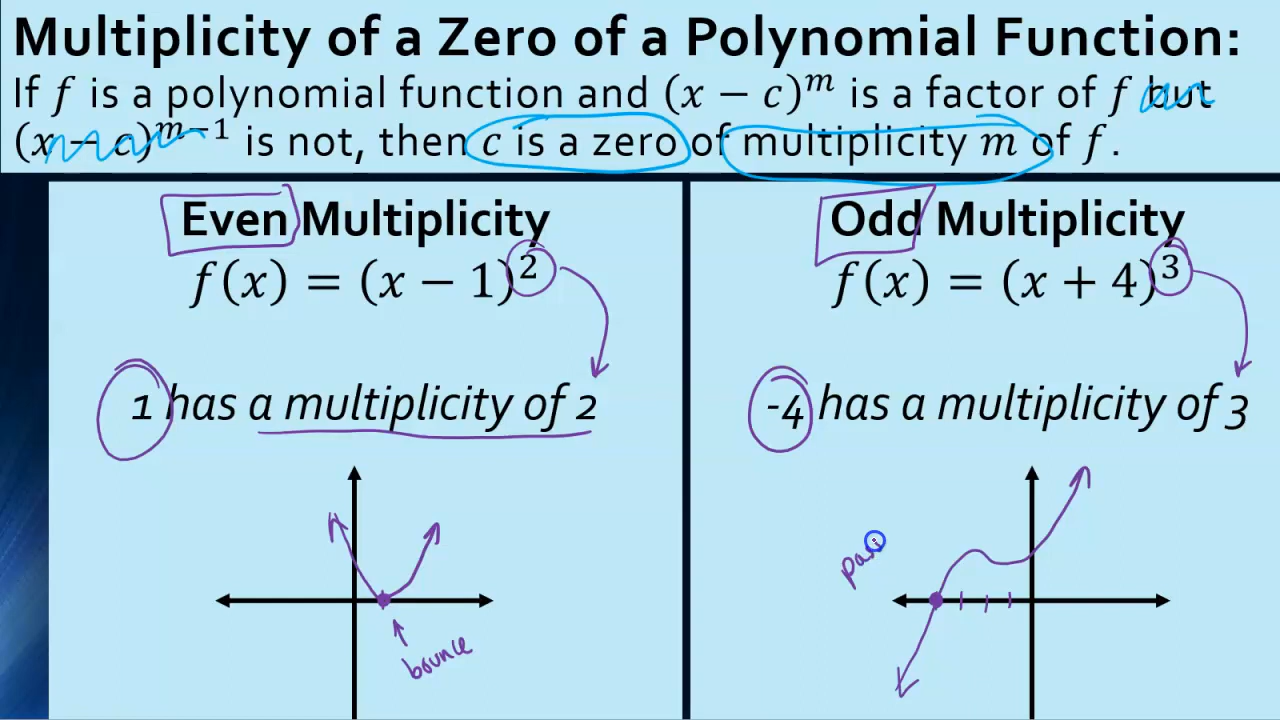 Multiplicity of a Zero of a Polynomial Function:
If f is a polynomial function and (x − c)^m is a factor of f but
(x − c)^{m−1} is not, then c is a zero of multiplicity m of f.
Even Multiplicity
f(x) = (x − 1)^2
1 has a multiplicity of 2
bounce
Odd Multiplicity
f(x) = (x + 4)^3
-4 has a multiplicity of 3